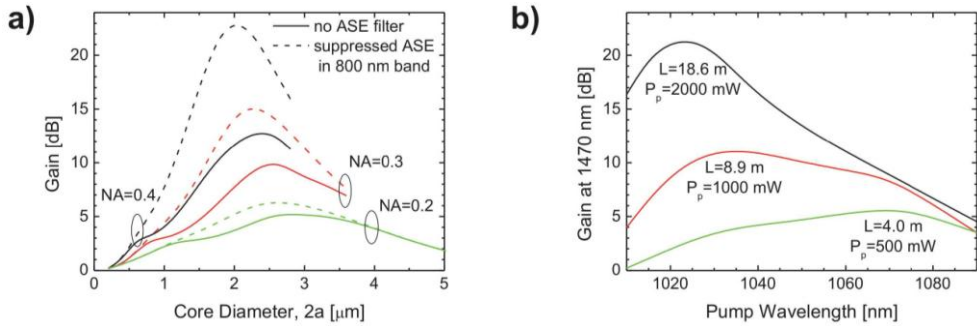 a)
no ASE filter
suppressed ASE
in 800 nm band
Gain [dB]
20
15
10
5
0
NA=0.4
NA=0.3
NA=0.2
0 1 2 3 4 5
Core Diameter, 2a [μm]
b)
Gain at 1470 nm [dB]
20
15
10
5
0
L=18.6 m
Pp=2000 mW
L=8.9 m
Pp=1000 mW
L=4.0 m
Pp=500 mW
1020 1040 1060 1080
Pump Wavelength [nm]